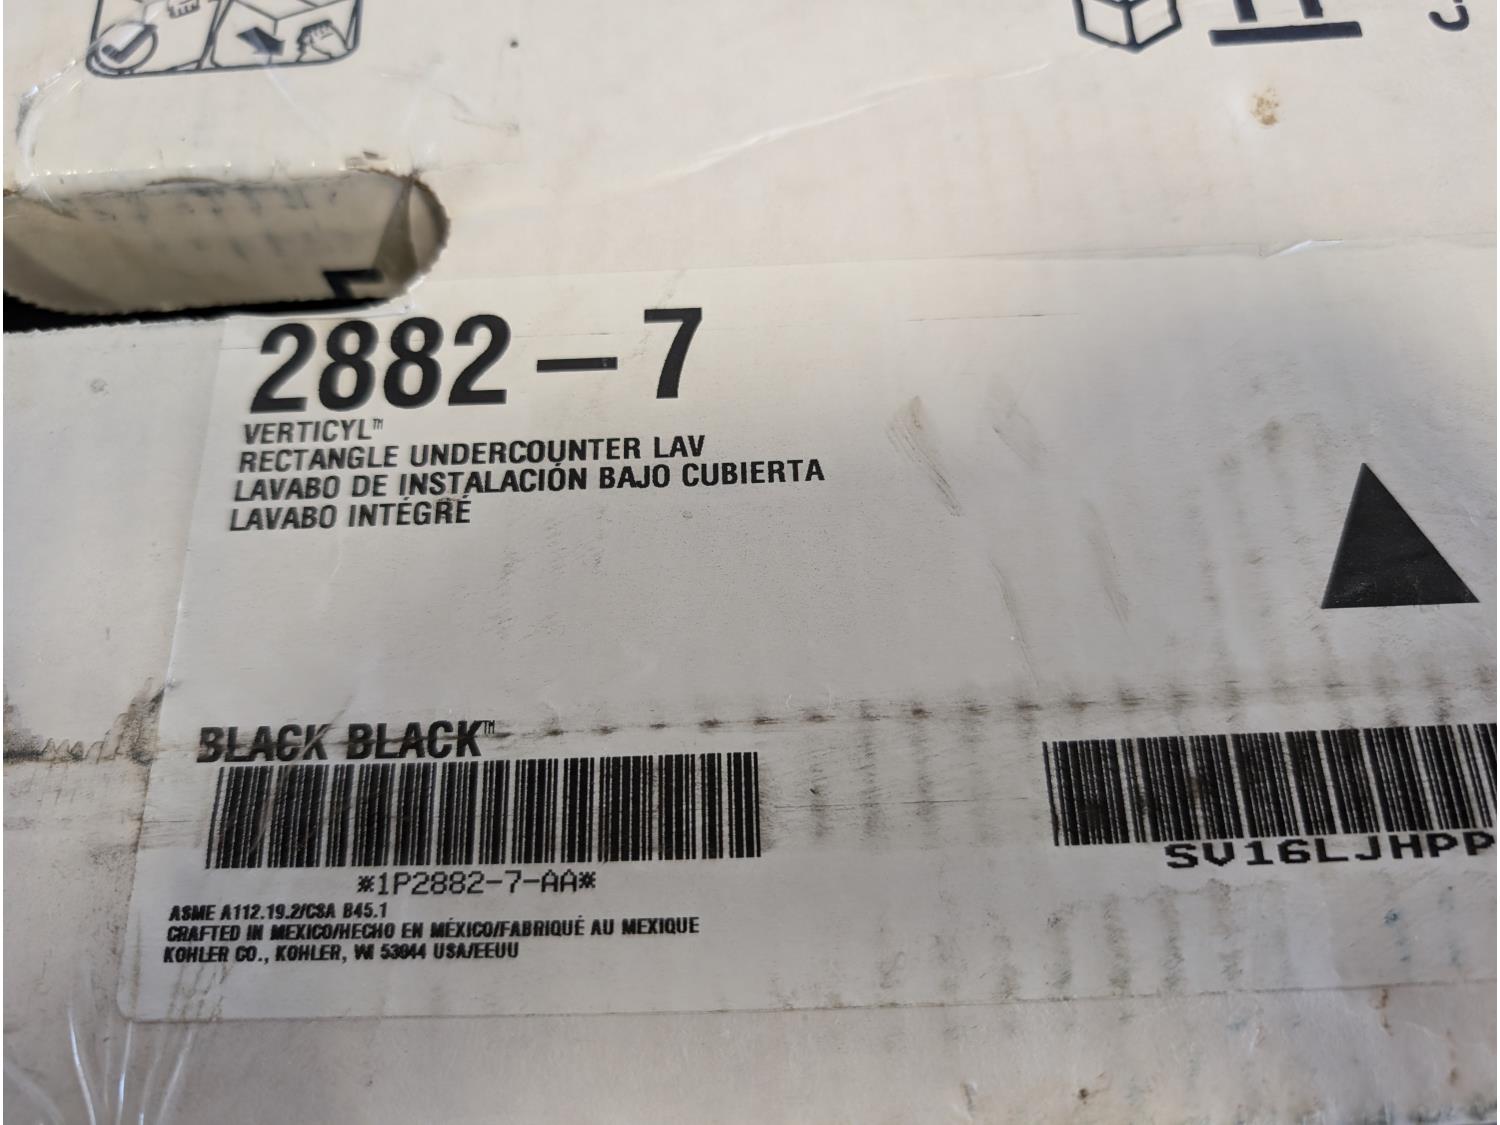 2882-7
VERTICYL™
RECTANGLE UNDERCOUNTER LAV
LAVABO DE INSTALACIÓN BAJO CUBIERTA
LAVABO INTÉGRÉ
BLACK BLACK™
*1P2882-7-AA*
SV16LJHPP
ASME A112.19.2/CSA B45.1
CRAFTED IN MEXICO/HECHO EN MÉXICO/FABRIQUÉ AU MEXIQUE
KOHLER CO., KOHLER, WI 53044 USA/EEUU